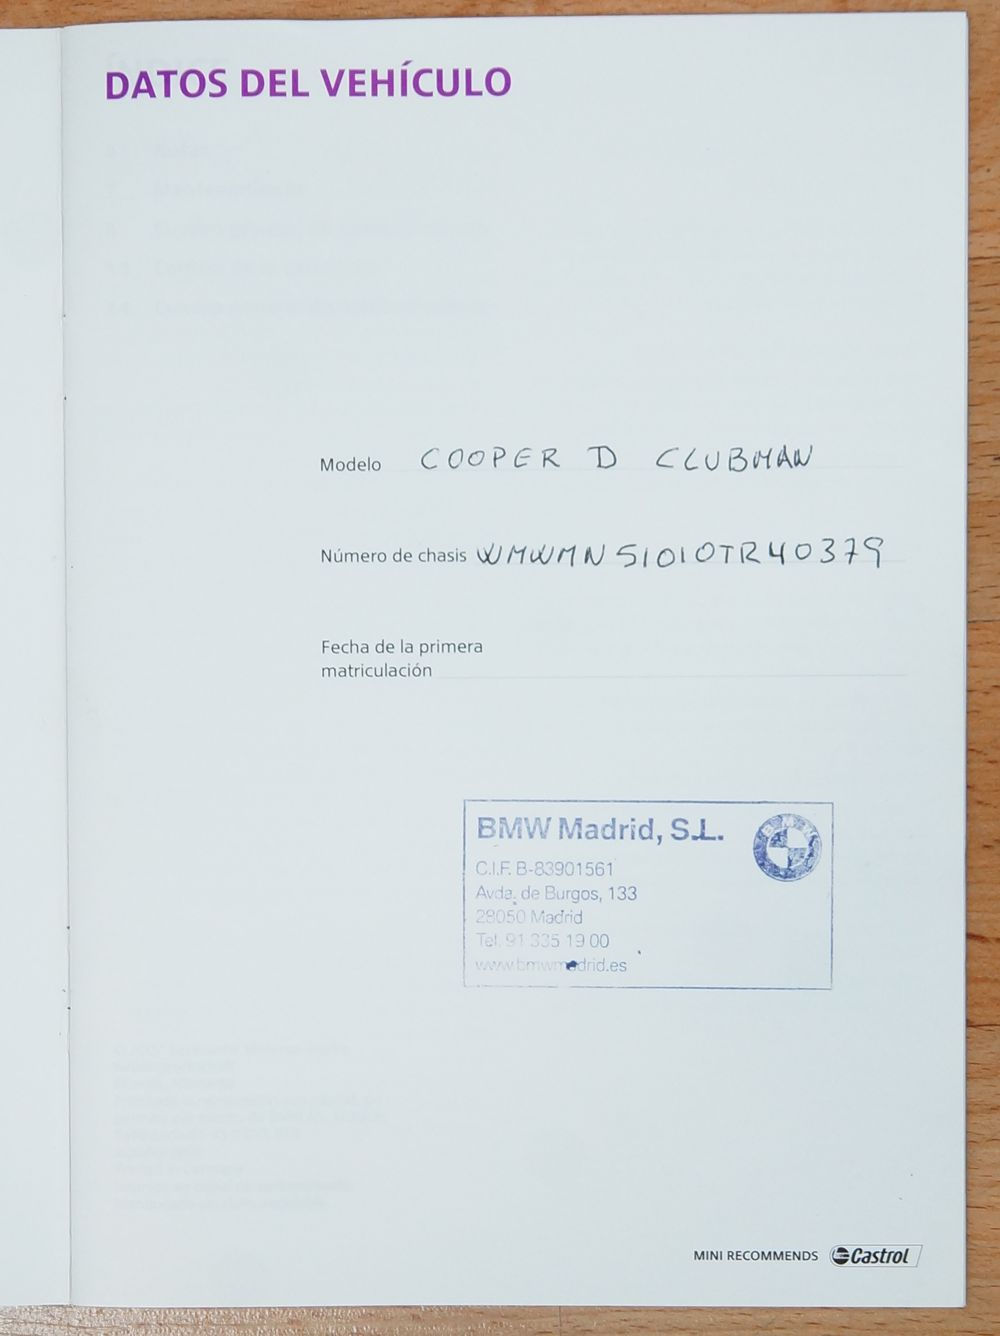 DATOS DEL VEHÍCULO
Modelo COOPER D CLUBMAN
Número de chasis WMWMN51010TR40379
Fecha de la primera
matriculación
BMW Madrid, S.L.
C.I.F. B-83901561
Avda. de Burgos, 133
28050 Madrid
Tel. 91 335 19 00
www.bmwmadrid.es
MINI RECOMMENDS Castrol